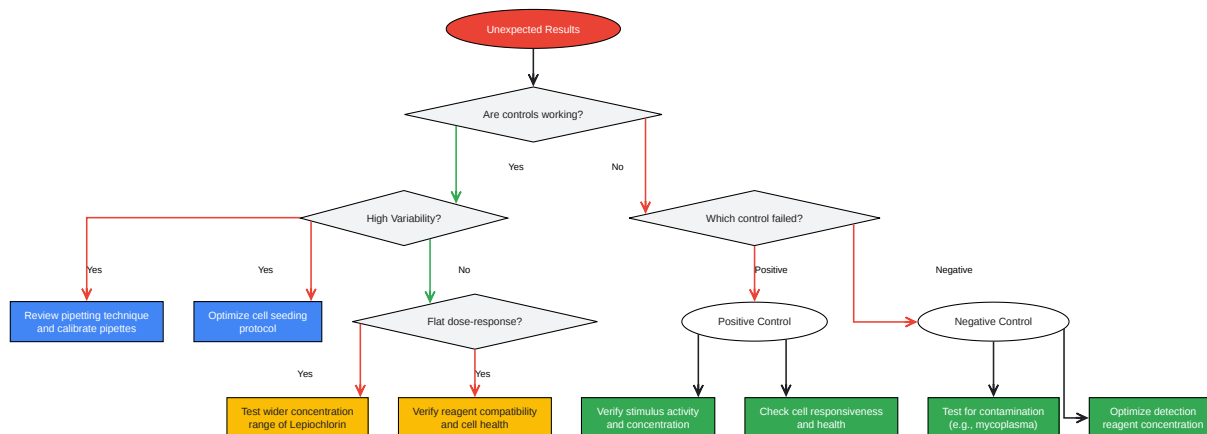 Unexpected Results
Are controls working?
Yes
No
High Variability?
Which control failed?
Yes
Yes
No
Positive
Negative
Review pipetting technique
and calibrate pipettes
Optimize cell seeding
protocol
Flat dose-response?
Positive Control
Negative Control
Yes
Yes
Test wider concentration
range of Lepiochlorin
Verify reagent compatibility
and cell health
Verify stimulus activity
and concentration
Check cell responsiveness
and health
Test for contamination
(e.g., mycoplasma)
Optimize detection
reagent concentration